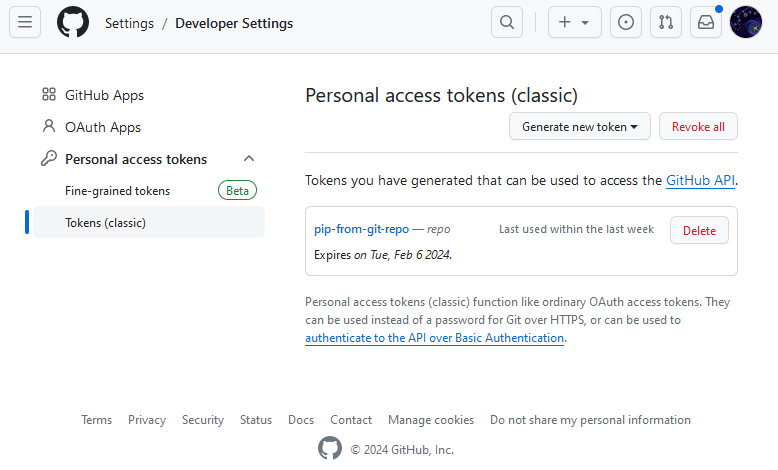 Settings / Developer Settings
GitHub Apps
OAuth Apps
Personal access tokens
Fine-grained tokens Beta
Tokens (classic)
Personal access tokens (classic)
Generate new token Revoke all
Tokens you have generated that can be used to access the GitHub API.
pip-from-git-repo — repo Last used within the last week Delete
Expires on Tue, Feb 6 2024.
Personal access tokens (classic) function like ordinary OAuth access tokens. They
can be used instead of a password for Git over HTTPS, or can be used to
authenticate to the API over Basic Authentication.
Terms Privacy Security Status Docs Contact Manage cookies Do not share my personal information
© 2024 GitHub, Inc.